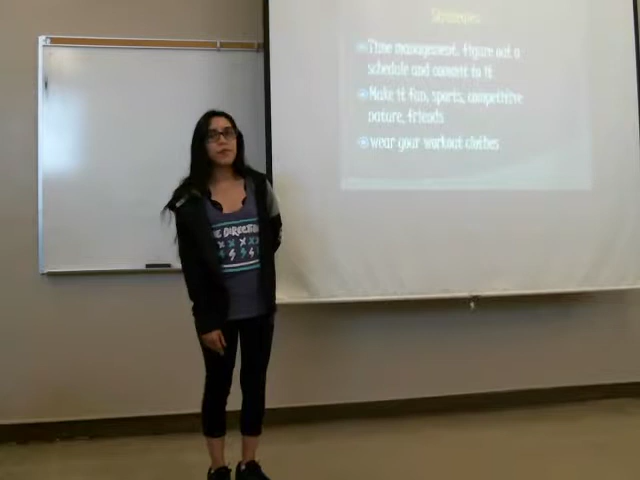 Strategies
Time management, figure out a
schedule and commit to it
Make it fun, sports, competitive
nature, friends
wear your workout clothes
DIRECTION